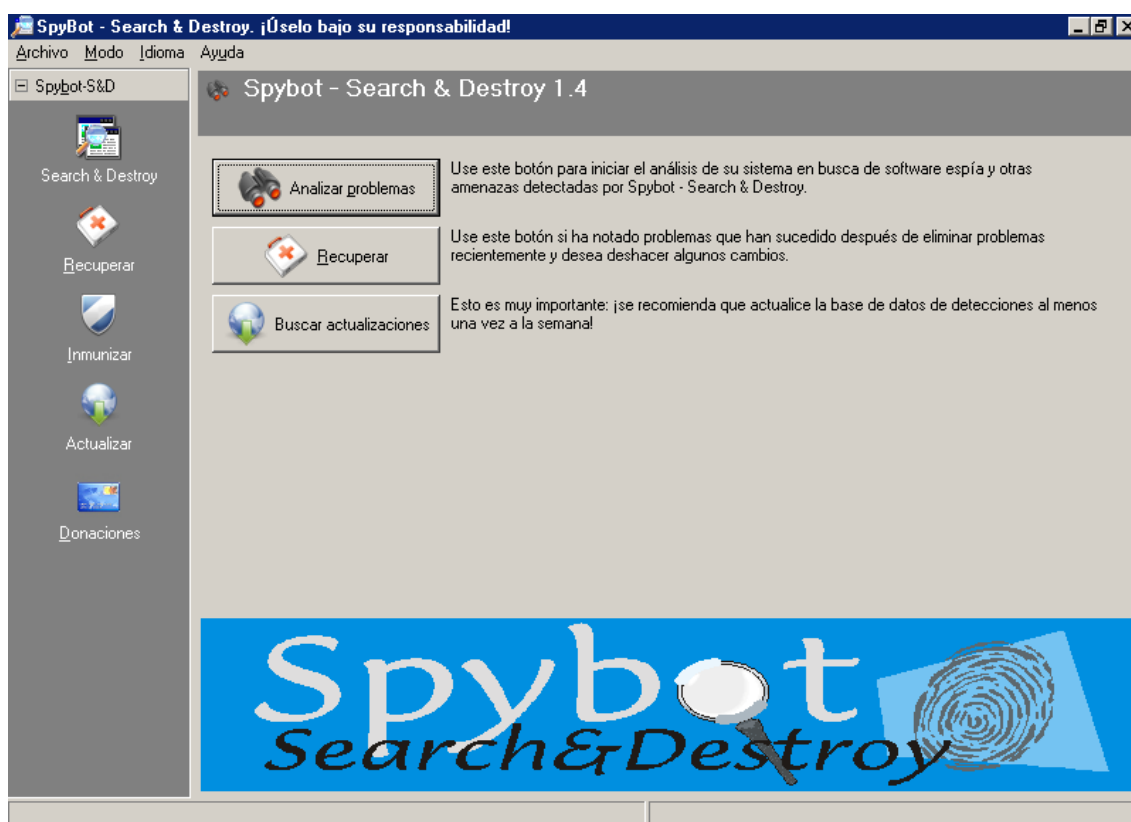 SpyBot - Search & Destroy. ¡Úselo bajo su responsabilidad!
Archivo Modo Idioma Ayuda
Spybot-S&D
Search & Destroy
Recuperar
Inmunizar
Actualizar
Donaciones
Spybot - Search & Destroy 1.4
Analizar problemas
Use este botón para iniciar el análisis de su sistema en busca de software espía y otras
amenazas detectadas por Spybot - Search & Destroy.
Recuperar
Use este botón si ha notado problemas que han sucedido después de eliminar problemas
recientemente y desea deshacer algunos cambios.
Buscar actualizaciones
Esto es muy importante: ¡se recomienda que actualice la base de datos de detecciones al menos
una vez a la semana!
Spybot
Search&Destroy